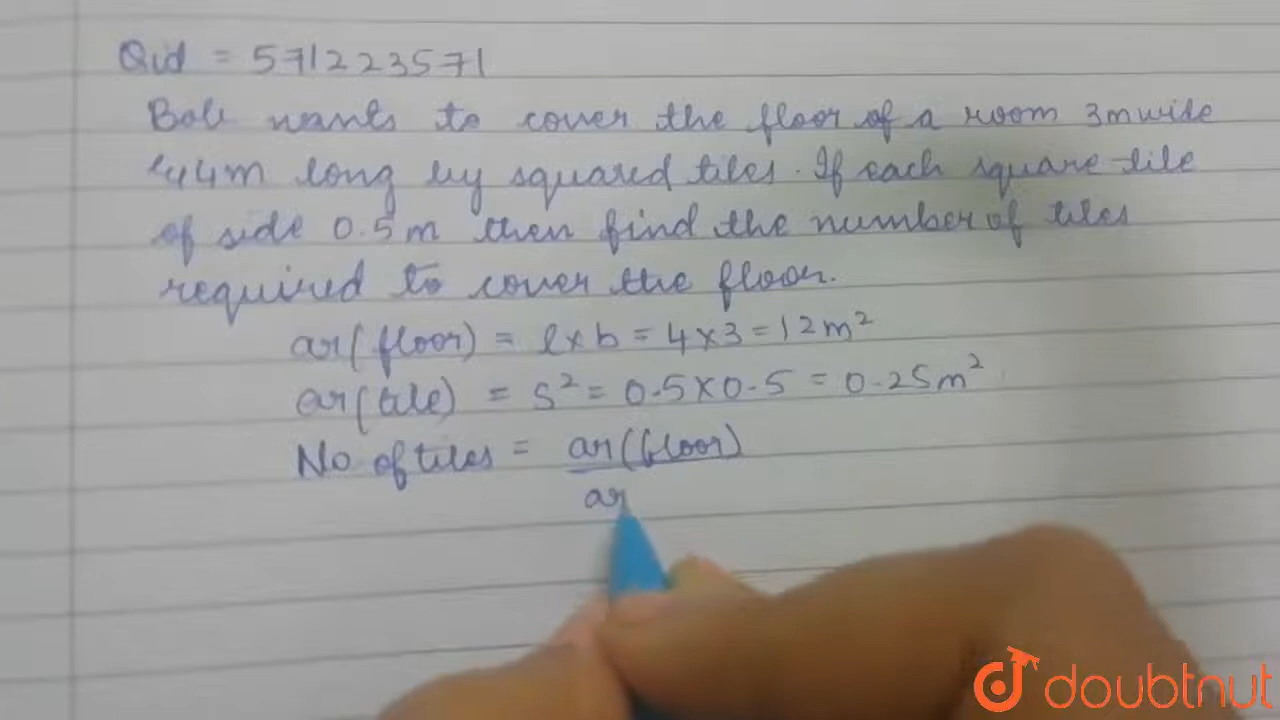 Qid = 571223571
Bob wants to cover the floor of a room 3m wide
& 4m long by squared tiles. If each square tile
of side 0.5m then find the number of tiles
required to cover the floor.
ar(floor) = l×b = 4×3 = 12m²
ar(tile) = s² = 0.5×0.5 = 0.25m²
No of tiles = ar(floor)
ar
doubtnut